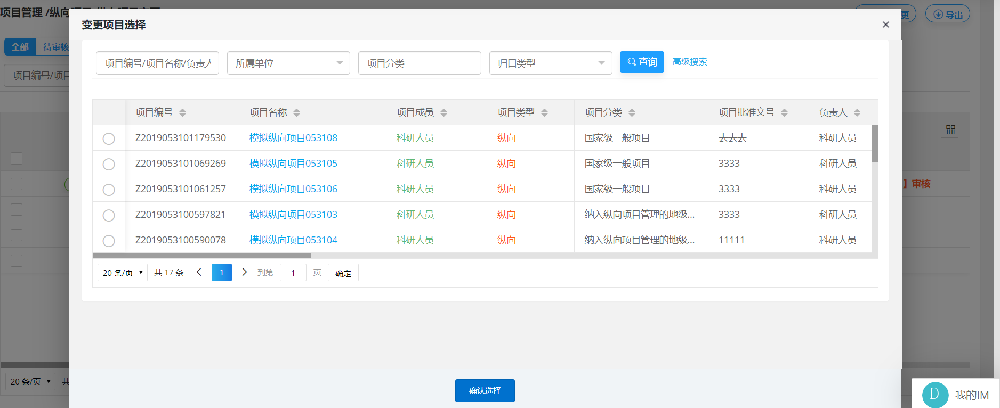 项目管理 /纵向项目 /纵向项目变更
更
导出
变更项目选择
×
全部
待审核
项目编号/项目
项目编号/项目名称/负责人
所属单位
项目分类
归口类型
查询
高级搜索
项目编号
项目名称
项目成员
项目类型
项目分类
项目批准文号
负责人
Z2019053101179530
模拟纵向项目053108
科研人员
纵向
国家级一般项目
去去去
科研人员
Z2019053101069269
模拟纵向项目053105
科研人员
纵向
国家级一般项目
3333
科研人员
Z2019053101061257
模拟纵向项目053106
科研人员
纵向
国家级一般项目
3333
科研人员
】审核
Z2019053100597821
模拟纵向项目053103
科研人员
纵向
纳入纵向项目管理的地级...
3333
科研人员
Z2019053100590078
模拟纵向项目053104
科研人员
纵向
纳入纵向项目管理的地级...
11111
科研人员
20 条/页
共 17 条
1
到第
1
页
确定
20 条/页
共
确认选择
D
我的IM